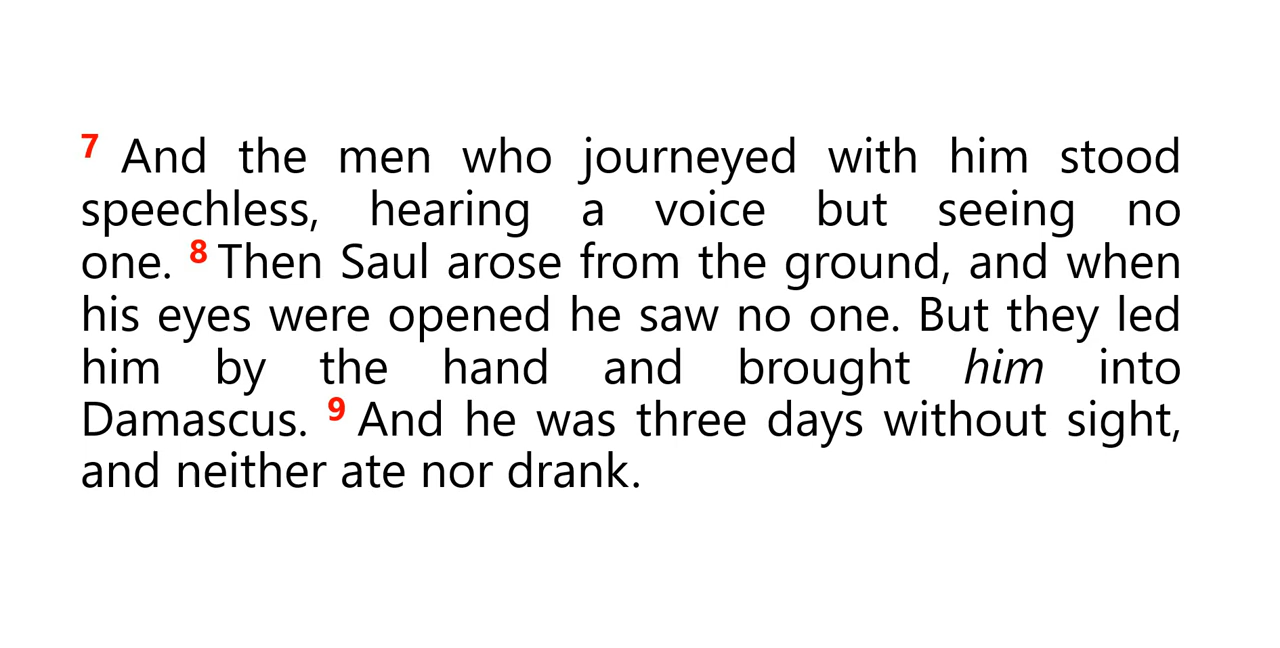 7 And the men who journeyed with him stood
speechless, hearing a voice but seeing no
one. 8 Then Saul arose from the ground, and when
his eyes were opened he saw no one. But they led
him by the hand and brought him into
Damascus. 9 And he was three days without sight,
and neither ate nor drank.